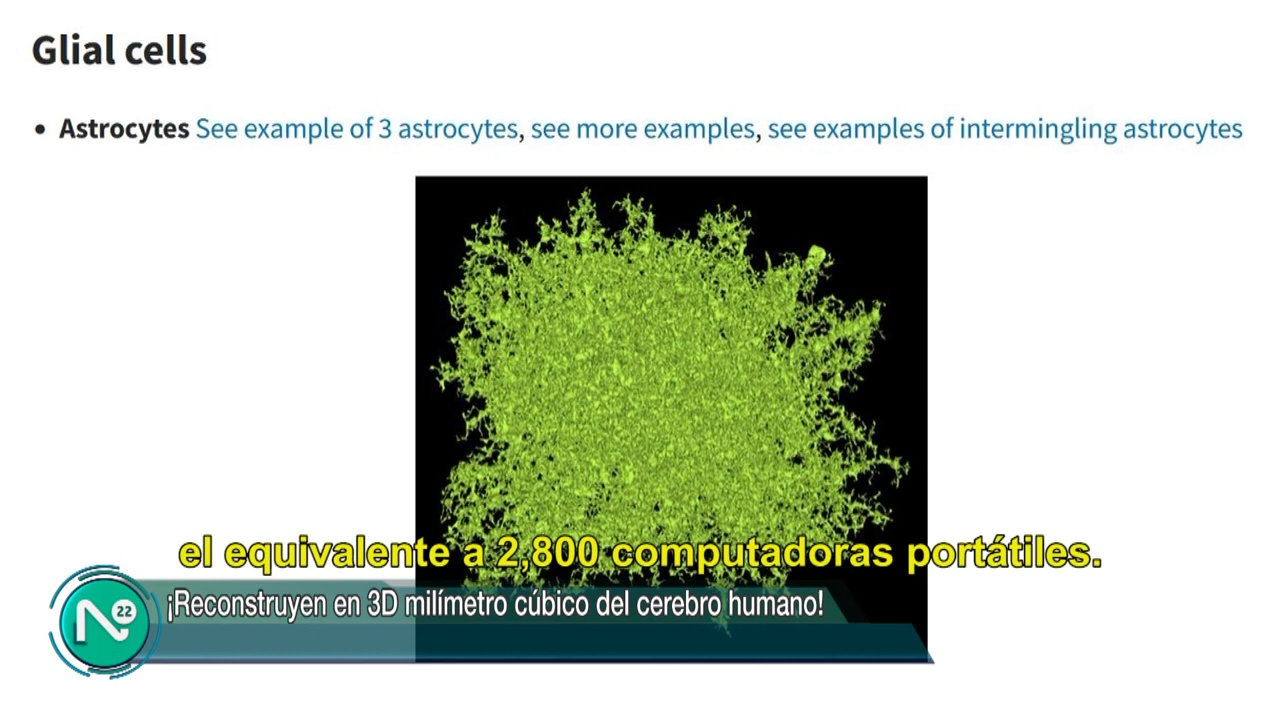 Glial cells
• Astrocytes See example of 3 astrocytes, see more examples, see examples of intermingling astrocytes
el equivalente a 2,800 computadoras portátiles.
¡Reconstruyen en 3D milímetro cúbico del cerebro humano!
N 22